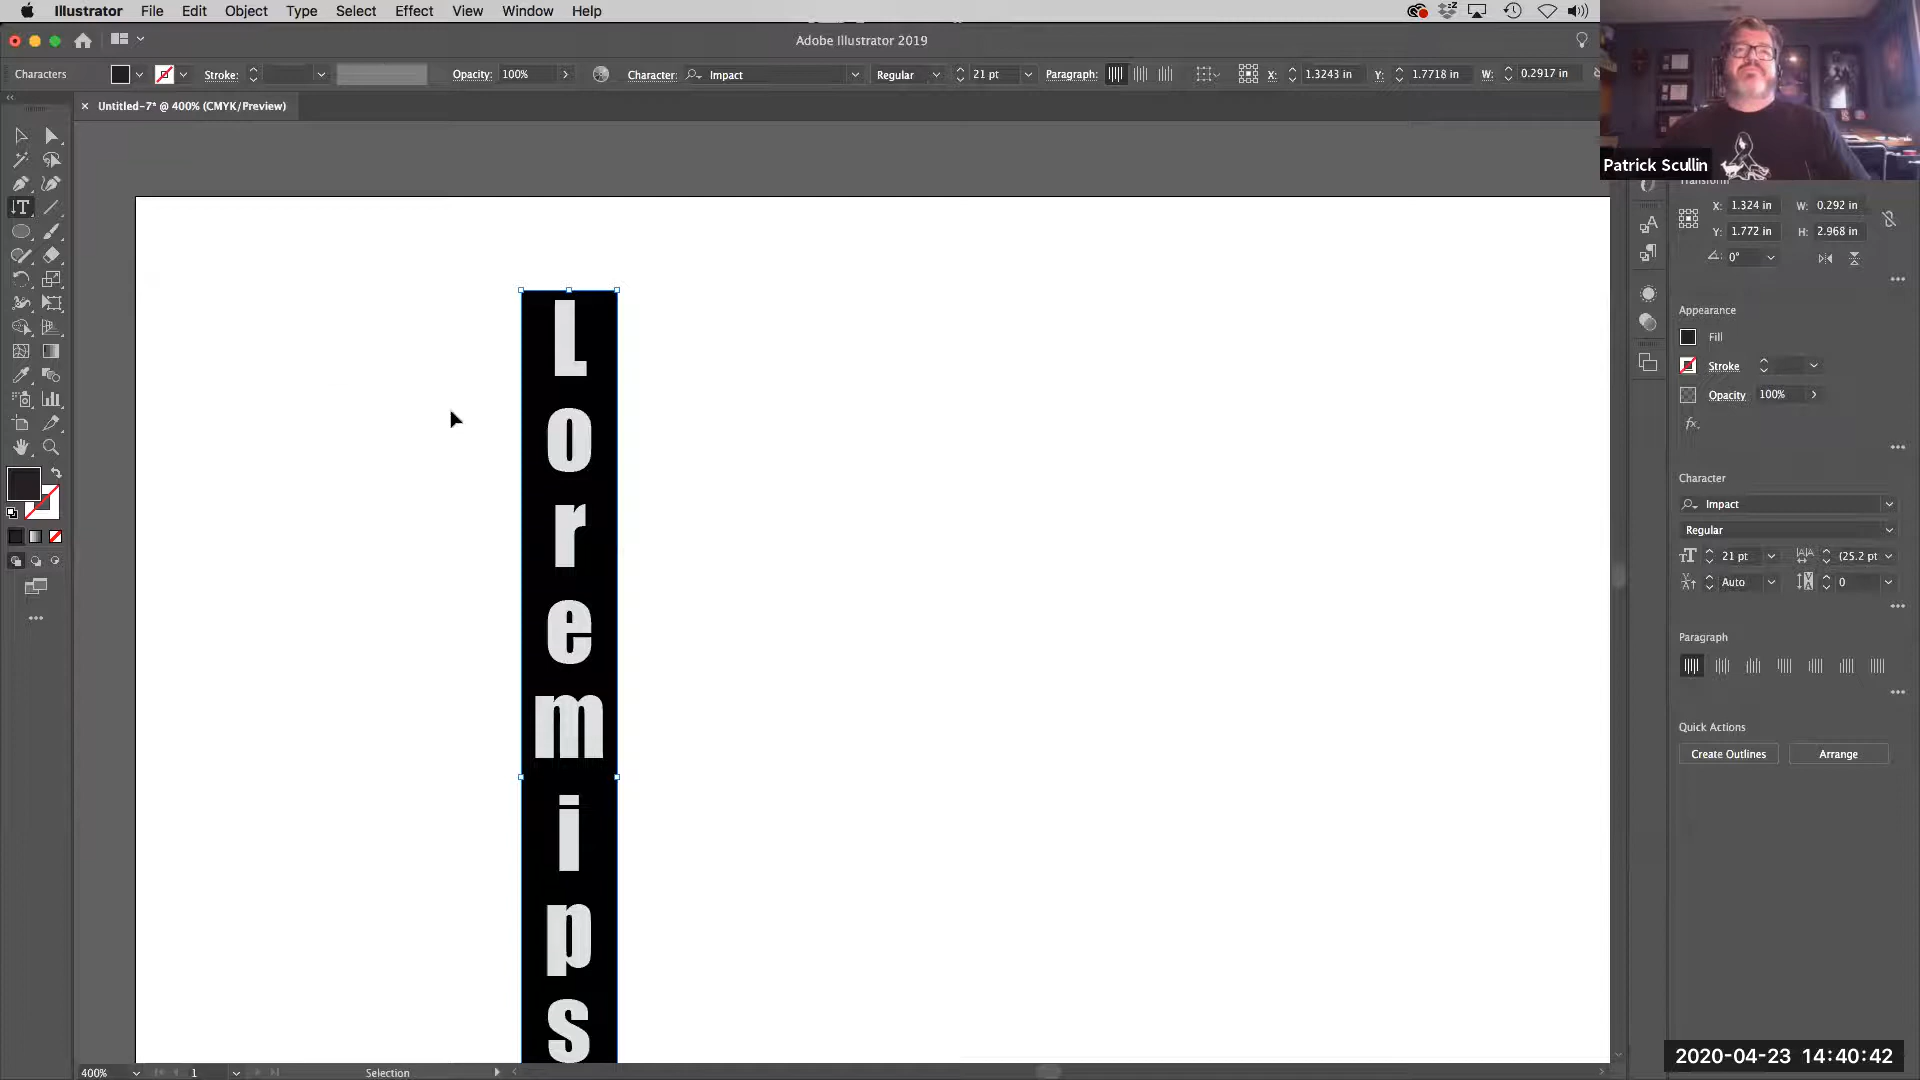 Illustrator File Edit Object Type Select Effect View Window Help
Adobe Illustrator 2019
Characters Stroke: Opacity: 100% Character: Impact Regular 21 pt Paragraph: X: 1.3243 in Y: 1.7718 in W: 0.2917 in
× Untitled-7* @ 400% (CMYK/Preview)
Patrick Scullin
Transform
X: 1.324 in W: 0.292 in
Y: 1.772 in H: 2.968 in
0°
Appearance
Fill
Stroke
Opacity 100%
fx.
Character
Impact
Regular
21 pt (25.2 pt
Auto 0
Paragraph
Quick Actions
Create Outlines Arrange
L
o
r
e
m
i
p
s
400% 1 Selection
2020-04-23 14:40:42